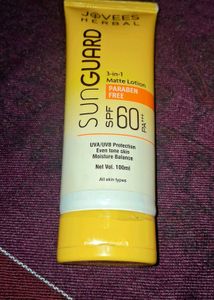 JOVEES
HERBAL
SUNGUARD
3-in-1
Matte Lotion
PARABEN
FREE
SPF 60 PA+++
UVA/UVB Protection
Even tone skin
Moisture Balance
Net Vol. 100ml
All skin types